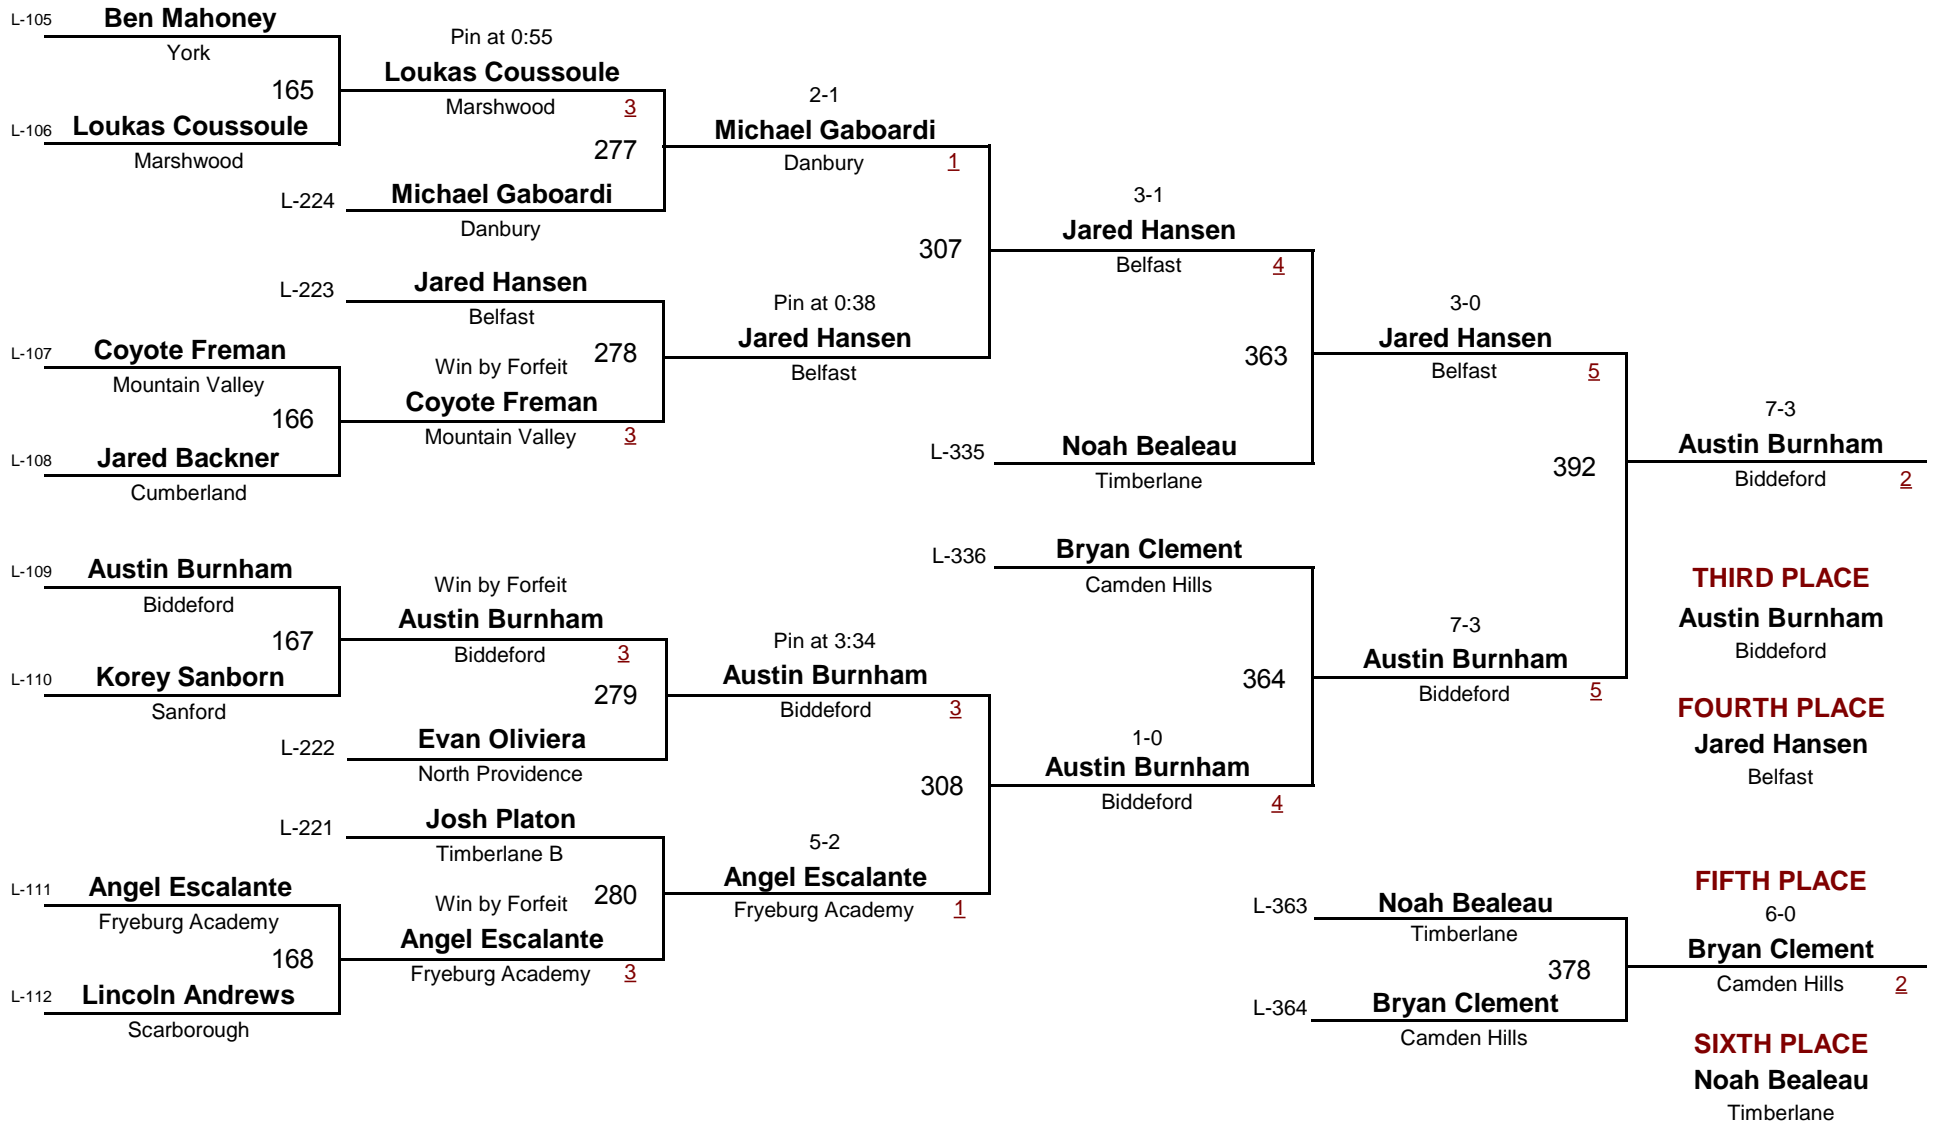 L-105 Ben Mahoney
York
165
L-106 Loukas Coussoule
Marshwood
Pin at 0:55
Loukas Coussoule
Marshwood 3
277
L-224 Michael Gaboardi
Danbury
2-1
Michael Gaboardi
Danbury 1
L-223 Jared Hansen
Belfast
278
L-107 Coyote Freman
Mountain Valley
166
L-108 Jared Backner
Cumberland
Win by Forfeit
Coyote Freman
Mountain Valley 3
307
Pin at 0:38
Jared Hansen
Belfast
3-1
Jared Hansen
Belfast 4
363
L-335 Noah Bealeau
Timberlane
3-0
Jared Hansen
Belfast 5
392
7-3
Austin Burnham
Biddeford 2
L-109 Austin Burnham
Biddeford
167
L-110 Korey Sanborn
Sanford
Win by Forfeit
Austin Burnham
Biddeford 3
279
L-222 Evan Oliviera
North Providence
Pin at 3:34
Austin Burnham
Biddeford 3
L-221 Josh Platon
Timberlane B
280
L-111 Angel Escalante
Fryeburg Academy
168
L-112 Lincoln Andrews
Scarborough
Win by Forfeit
Angel Escalante
Fryeburg Academy 3
308
5-2
Angel Escalante
Fryeburg Academy 1
L-336 Bryan Clement
Camden Hills
364
1-0
Austin Burnham
Biddeford 4
7-3
Austin Burnham
Biddeford 5
THIRD PLACE
Austin Burnham
Biddeford
FOURTH PLACE
Jared Hansen
Belfast
L-363 Noah Bealeau
Timberlane
378
L-364 Bryan Clement
Camden Hills
FIFTH PLACE
6-0
Bryan Clement
Camden Hills 2
SIXTH PLACE
Noah Bealeau
Timberlane